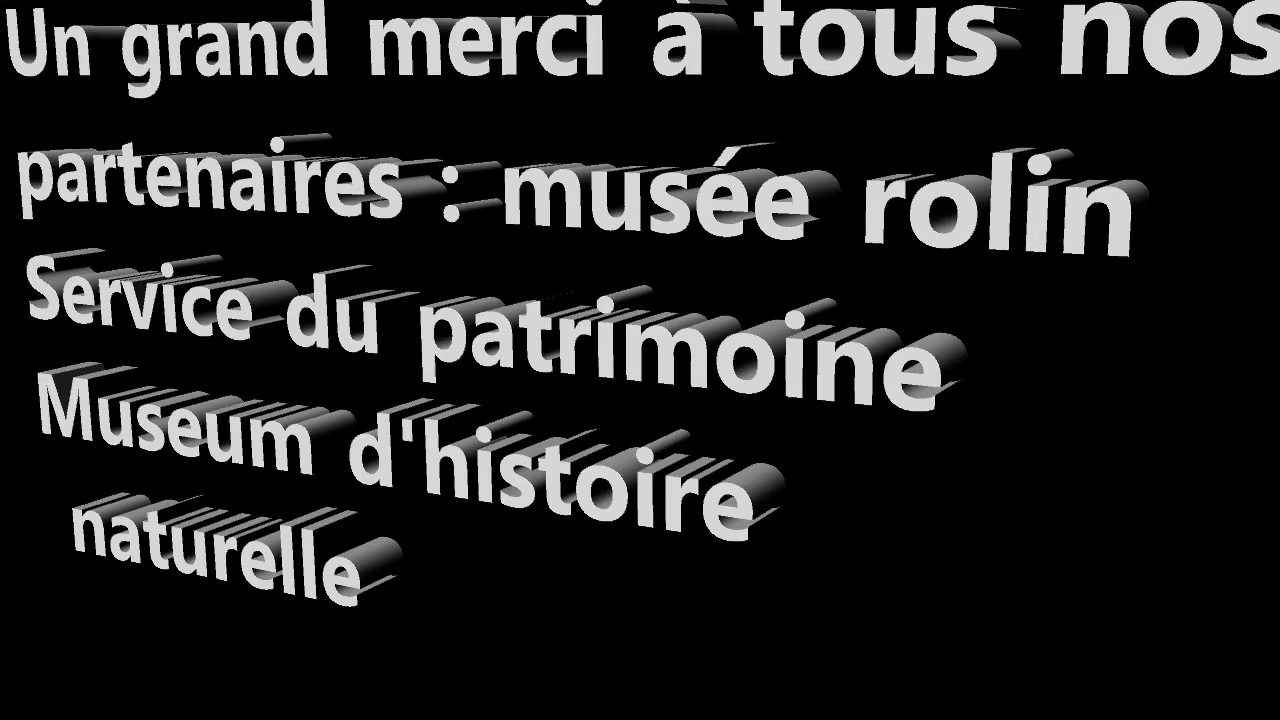 Un grand merci à tous nos
partenaires : musée rolin
Service du patrimoine
Museum d'histoire
naturelle